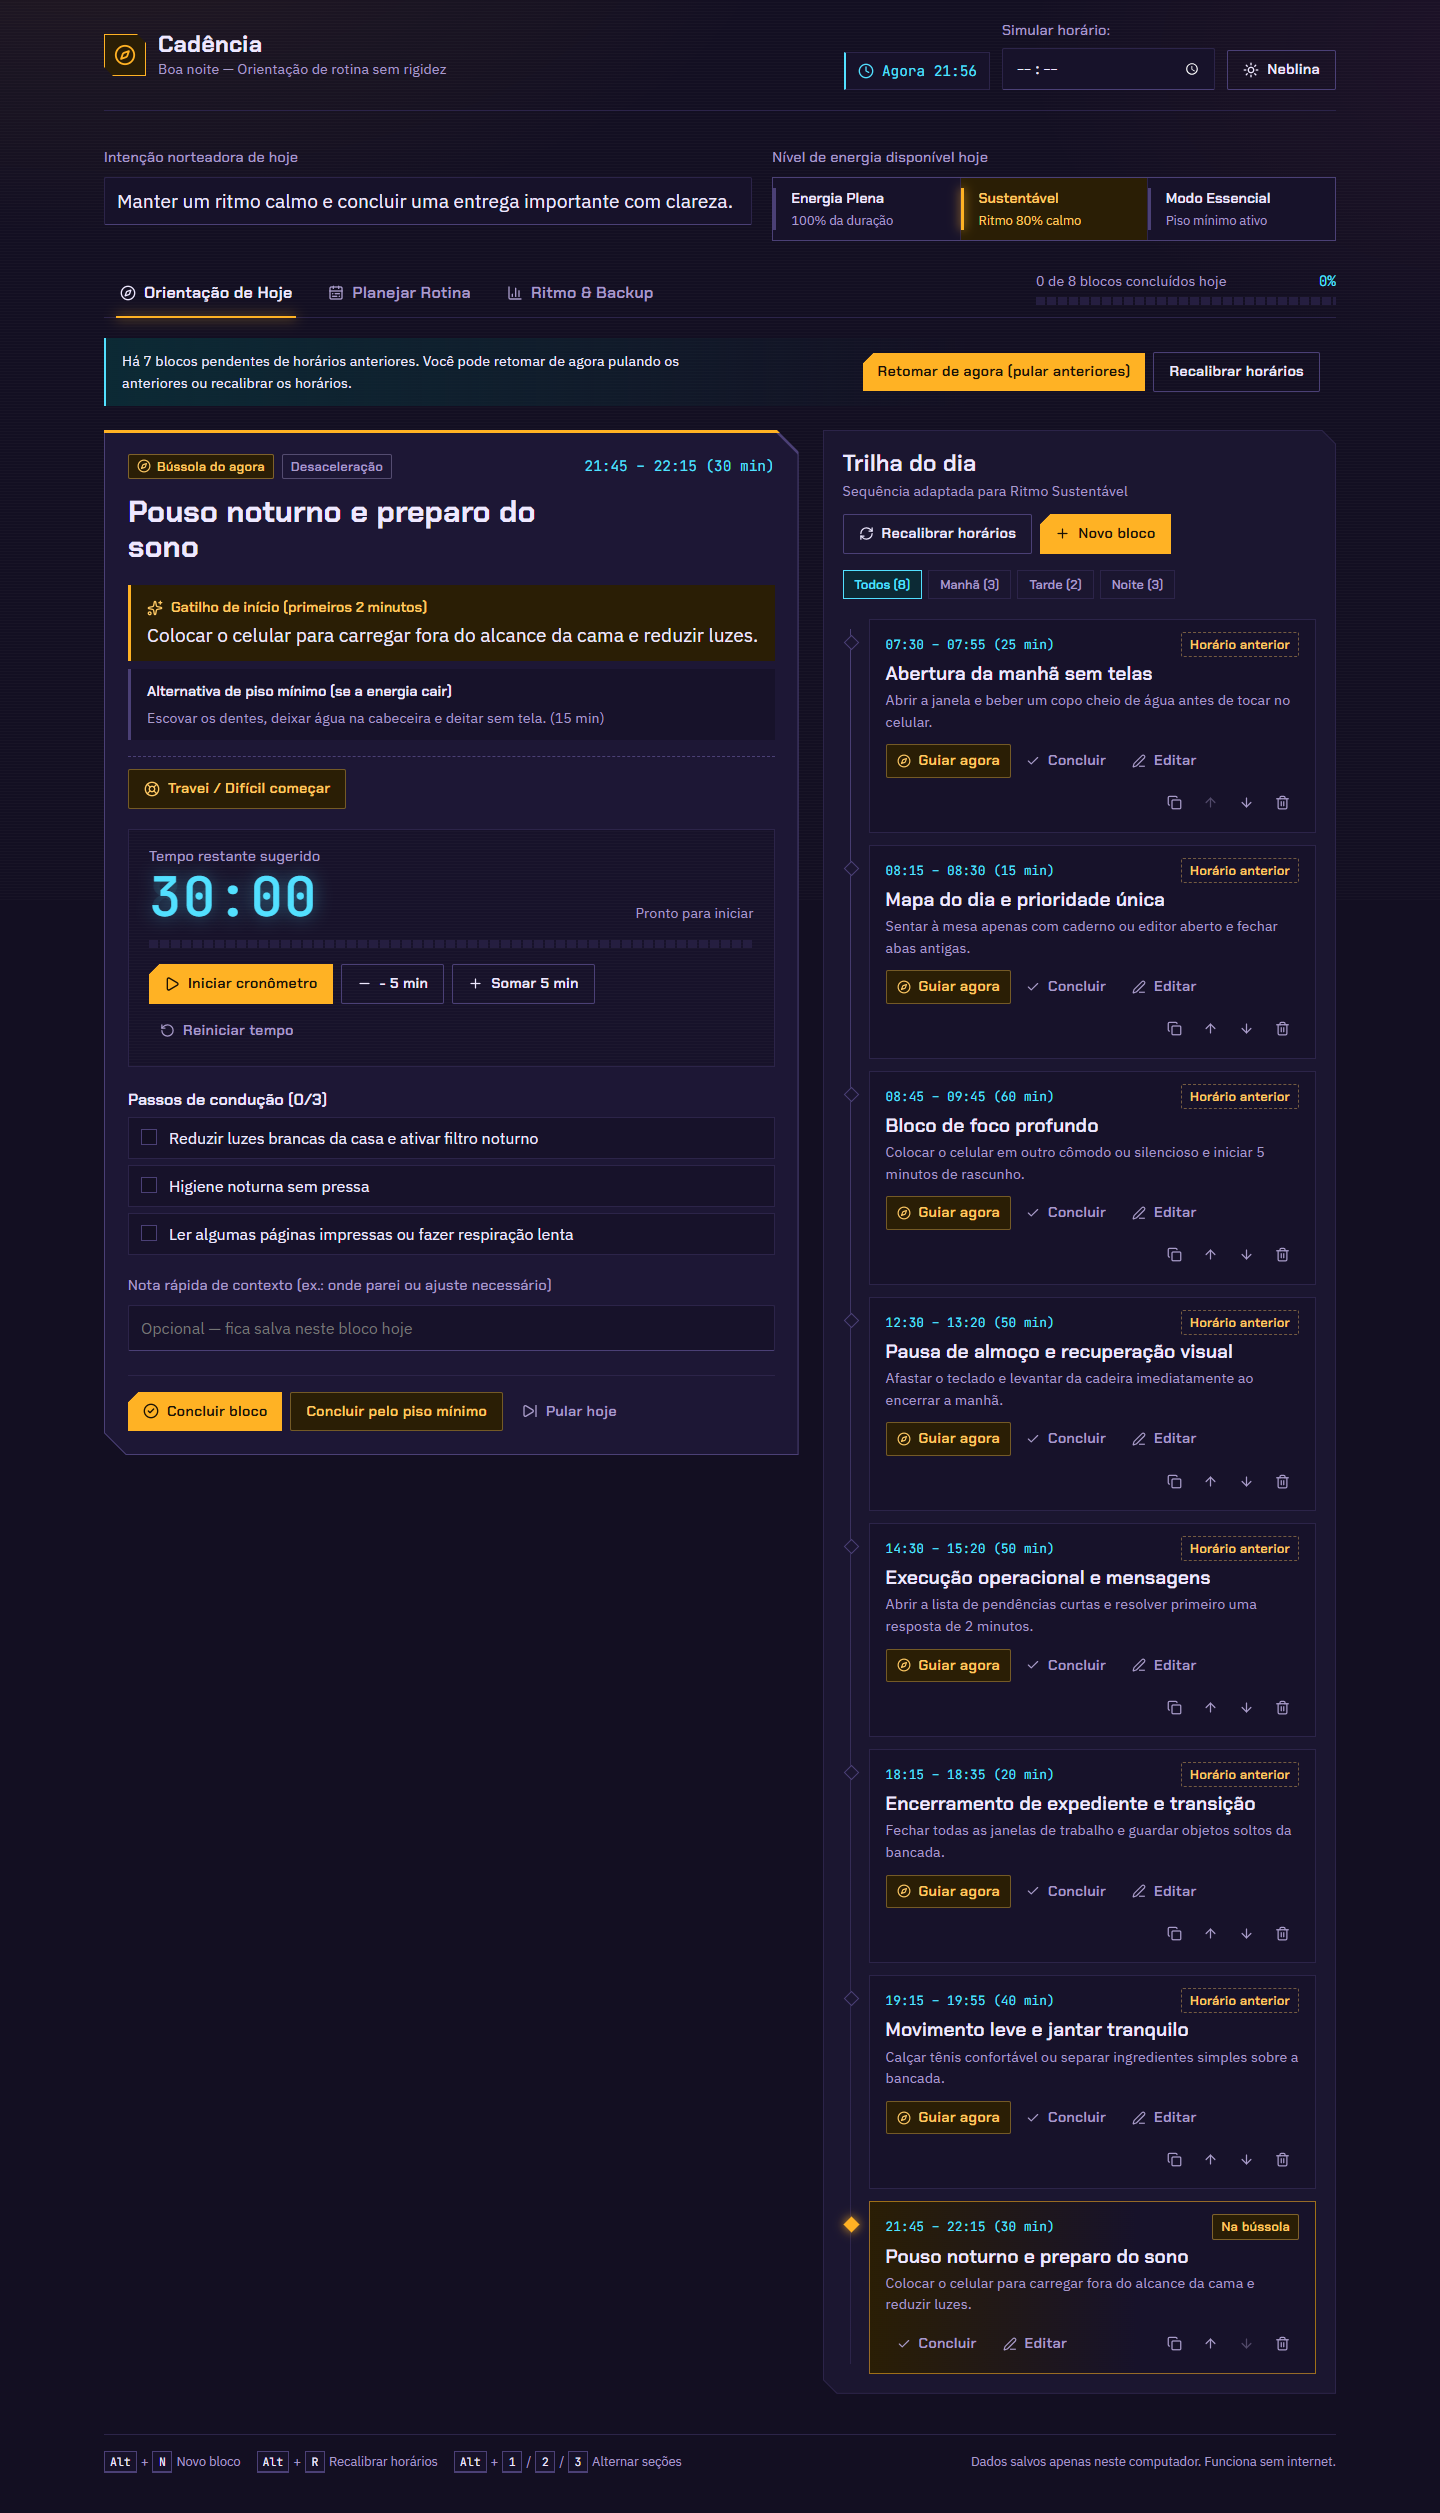 Cadência
Boa noite — Orientação de rotina sem rigidez
Agora 21:56
Simular horário:
--:--
Neblina
Intenção norteadora de hoje
Manter um ritmo calmo e concluir uma entrega importante com clareza.
Nível de energia disponível hoje
Energia Plena
100% da duração
Sustentável
Ritmo 80% calmo
Modo Essencial
Piso mínimo ativo
Orientação de Hoje
Planejar Rotina
Ritmo & Backup
0 de 8 blocos concluídos hoje
0%
Há 7 blocos pendentes de horários anteriores. Você pode retomar de agora pulando os
anteriores ou recalibrar os horários.
Retomar de agora (pular anteriores)
Recalibrar horários
Bússola do agora
Desaceleração
21:45 – 22:15 (30 min)
Pouso noturno e preparo do
sono
Gatilho de início (primeiros 2 minutos)
Colocar o celular para carregar fora do alcance da cama e reduzir luzes.
Alternativa de piso mínimo (se a energia cair)
Escovar os dentes, deixar água na cabeceira e deitar sem tela. (15 min)
Travei / Difícil começar
Tempo restante sugerido
30:00
Pronto para iniciar
Iniciar cronômetro
- 5 min
Somar 5 min
Reiniciar tempo
Passos de condução (0/3)
Reduzir luzes brancas da casa e ativar filtro noturno
Higiene noturna sem pressa
Ler algumas páginas impressas ou fazer respiração lenta
Nota rápida de contexto (ex.: onde parei ou ajuste necessário)
Opcional — fica salva neste bloco hoje
Concluir bloco
Concluir pelo piso mínimo
Pular hoje
Trilha do dia
Sequência adaptada para Ritmo Sustentável
Recalibrar horários
Novo bloco
Todos (8)
Manhã (3)
Tarde (2)
Noite (3)
07:30 – 07:55 (25 min)
Horário anterior
Abertura da manhã sem telas
Abrir a janela e beber um copo cheio de água antes de tocar no
celular.
Guiar agora
Concluir
Editar
08:15 – 08:30 (15 min)
Horário anterior
Mapa do dia e prioridade única
Sentar à mesa apenas com caderno ou editor aberto e fechar
abas antigas.
Guiar agora
Concluir
Editar
08:45 – 09:45 (60 min)
Horário anterior
Bloco de foco profundo
Colocar o celular em outro cômodo ou silencioso e iniciar 5
minutos de rascunho.
Guiar agora
Concluir
Editar
12:30 – 13:20 (50 min)
Horário anterior
Pausa de almoço e recuperação visual
Afastar o teclado e levantar da cadeira imediatamente ao
encerrar a manhã.
Guiar agora
Concluir
Editar
14:30 – 15:20 (50 min)
Horário anterior
Execução operacional e mensagens
Abrir a lista de pendências curtas e resolver primeiro uma
resposta de 2 minutos.
Guiar agora
Concluir
Editar
18:15 – 18:35 (20 min)
Horário anterior
Encerramento de expediente e transição
Fechar todas as janelas de trabalho e guardar objetos soltos da
bancada.
Guiar agora
Concluir
Editar
19:15 – 19:55 (40 min)
Horário anterior
Movimento leve e jantar tranquilo
Calçar tênis confortável ou separar ingredientes simples sobre a
bancada.
Guiar agora
Concluir
Editar
21:45 – 22:15 (30 min)
Na bússola
Pouso noturno e preparo do sono
Colocar o celular para carregar fora do alcance da cama e
reduzir luzes.
Concluir
Editar
Alt + N Novo bloco
Alt + R Recalibrar horários
Alt + 1 / 2 / 3 Alternar seções
Dados salvos apenas neste computador. Funciona sem internet.